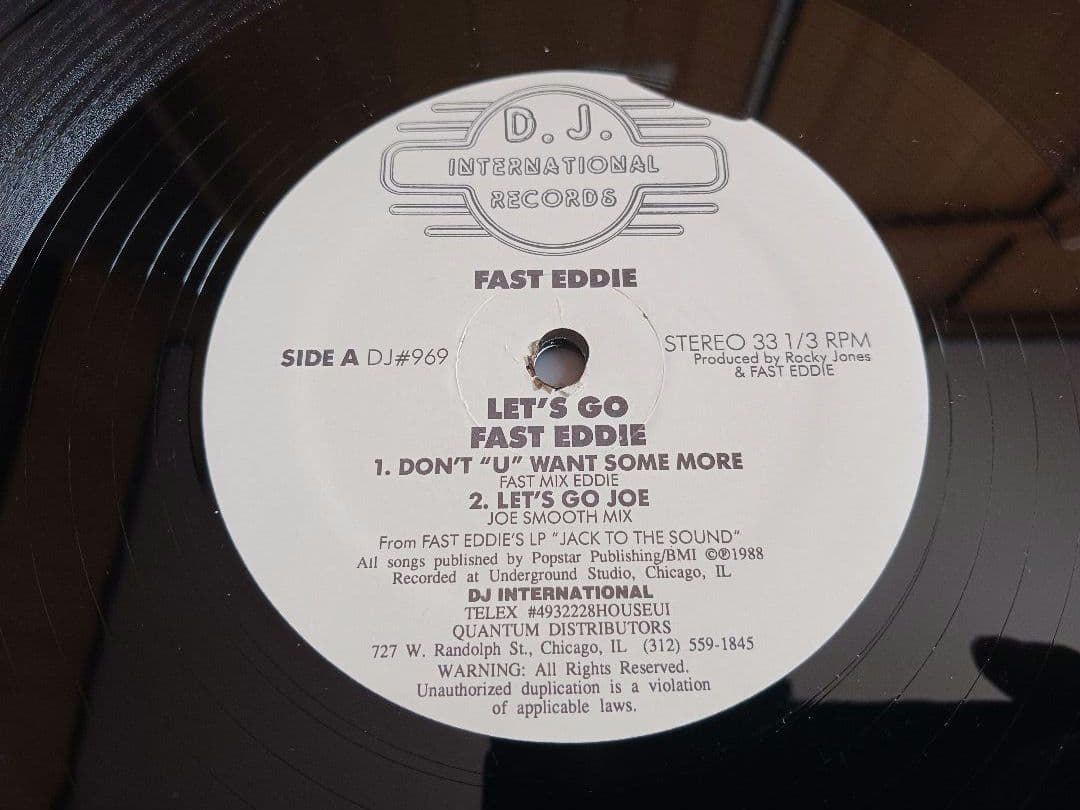 D.J.
INTERNATIONAL
RECORDS
FAST EDDIE
SIDE A DJ#969
STEREO 33 1/3 RPM
Produced by Rocky Jones
& FAST EDDIE
LET'S GO
FAST EDDIE
1. DON'T "U" WANT SOME MORE
FAST MIX EDDIE
2. LET'S GO JOE
JOE SMOOTH MIX
From FAST EDDIE'S LP "JACK TO THE SOUND"
All songs published by Popstar Publishing/BMI ©℗1988
Recorded at Underground Studio, Chicago, IL
DJ INTERNATIONAL
TELEX #4932228HOUSEUI
QUANTUM DISTRIBUTORS
727 W. Randolph St., Chicago, IL (312) 559-1845
WARNING: All Rights Reserved.
Unauthorized duplication is a violation
of applicable laws.